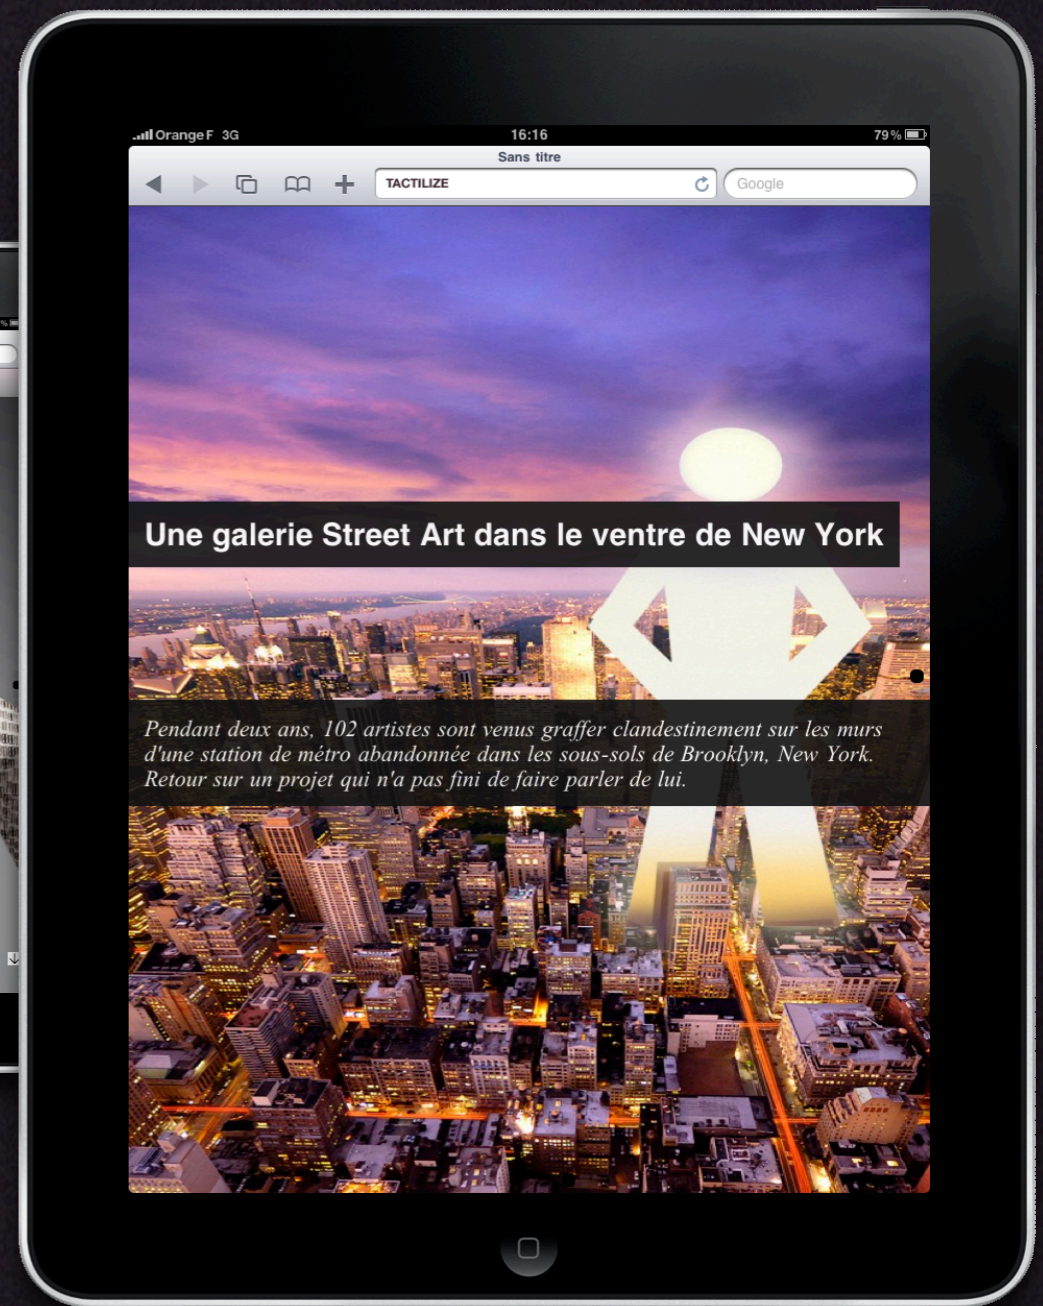 Orange F 3G 16:16 79%
Sans titre
TACTILIZE Google
Une galerie Street Art dans le ventre de New York
Pendant deux ans, 102 artistes sont venus graffer clandestinement sur les murs
d'une station de métro abandonnée dans les sous-sols de Brooklyn, New York.
Retour sur un projet qui n'a pas fini de faire parler de lui.